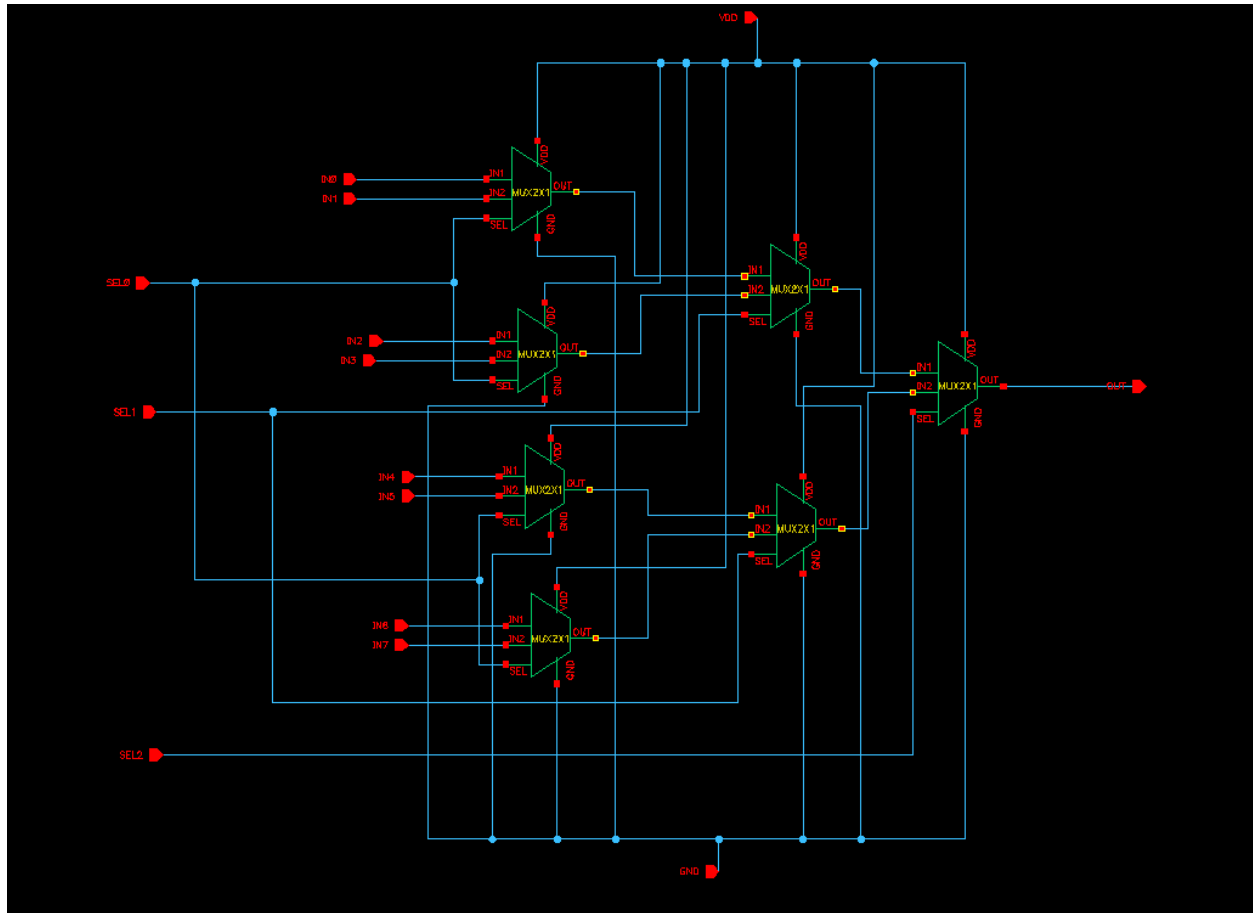 VDD
VDD
IN0
IN1
IN1
IN2
SEL
MUX2X1
OUT
GND
SEL0
VDD
IN1
IN2
SEL
MUX2X1
OUT
GND
VDD
IN2
IN3
IN1
IN2
SEL
MUX2X1
OUT
GND
VDD
IN1
IN2
SEL
MUX2X1
OUT
GND
OUT
SEL1
VDD
IN4
IN5
IN1
IN2
SEL
MUX2X1
OUT
GND
VDD
IN1
IN2
SEL
MUX2X1
OUT
GND
VDD
IN6
IN7
IN1
IN2
SEL
MUX2X1
OUT
GND
SEL2
GND